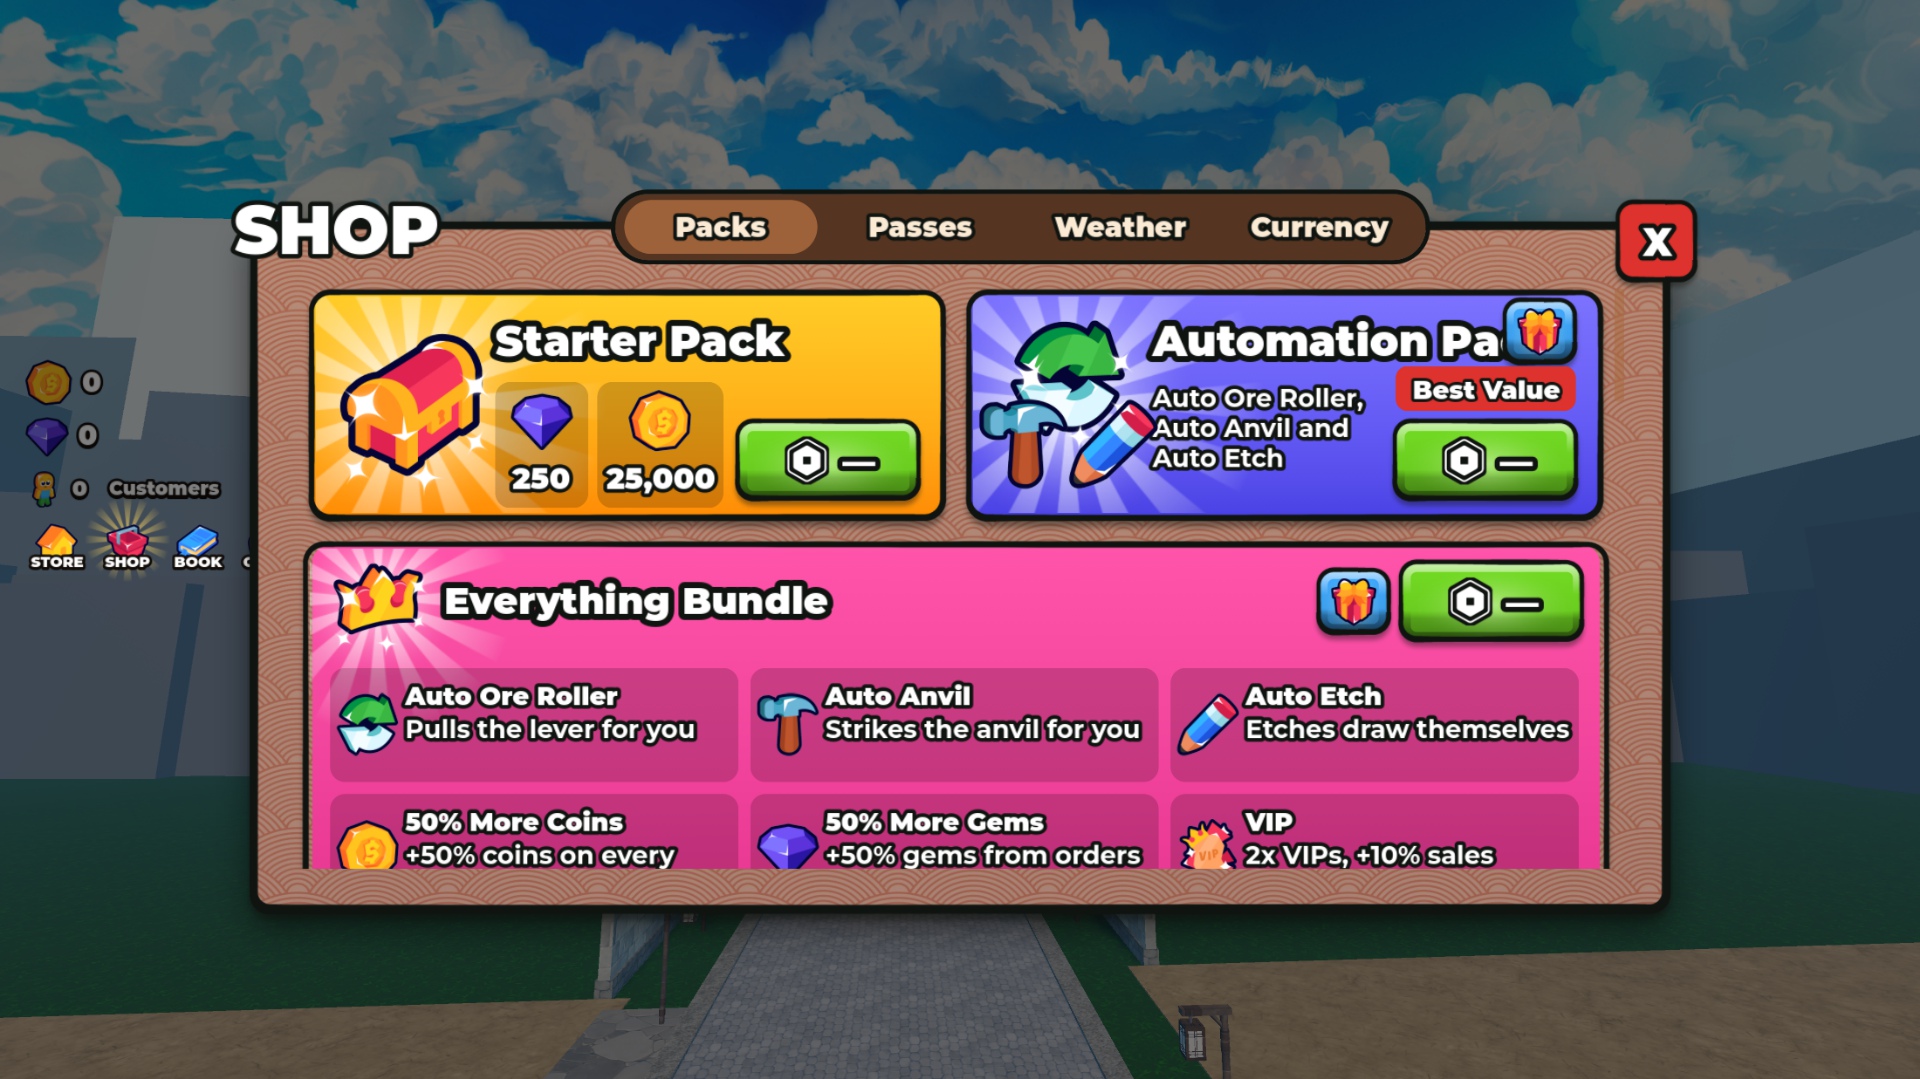 SHOP
Packs
Passes
Weather
Currency
X
Starter Pack
250
25,000
—
Automation Pa
Best Value
Auto Ore Roller,
Auto Anvil and
Auto Etch
—
0
0
0 Customers
STORE
SHOP
BOOK
Everything Bundle
—
Auto Ore Roller
Pulls the lever for you
Auto Anvil
Strikes the anvil for you
Auto Etch
Etches draw themselves
50% More Coins
+50% coins on every
50% More Gems
+50% gems from orders
VIP
2x VIPs, +10% sales
VIP